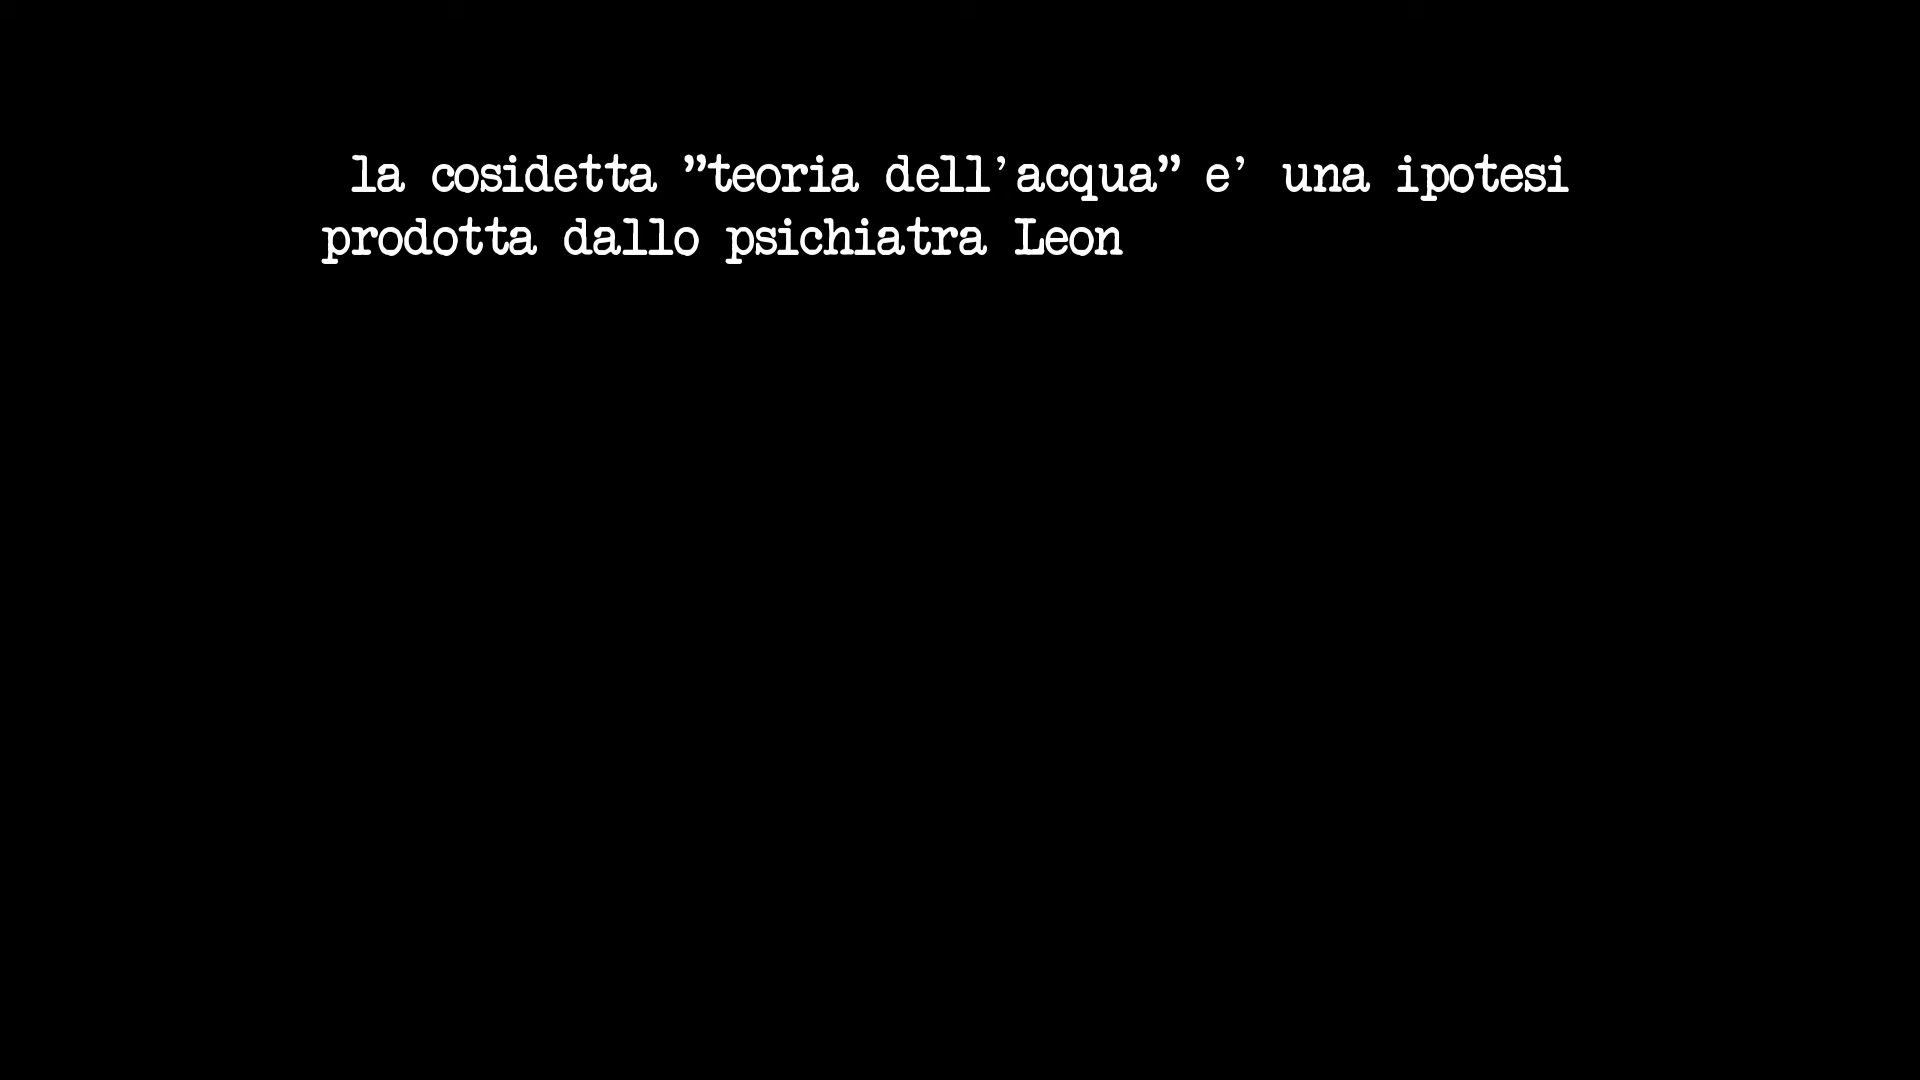 la cosidetta ”teoria dell’acqua” e’ una ipotesi
prodotta dallo psichiatra Leon